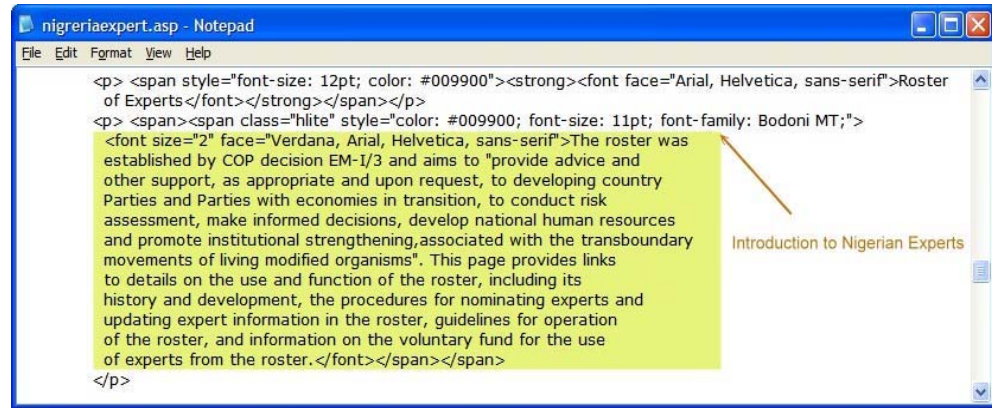 nigreriaexpert.asp - Notepad
File Edit Format View Help
<p> <span style="font-size: 12pt; color: #009900"><strong><font face="Arial, Helvetica, sans-serif">Roster
of Experts</font></strong></span></p>
<p> <span><span class="hlite" style="color: #009900; font-size: 11pt; font-family: Bodoni MT;">
<font size="2" face="Verdana, Arial, Helvetica, sans-serif">The roster was
established by COP decision EM-I/3 and aims to "provide advice and
other support, as appropriate and upon request, to developing country
Parties and Parties with economies in transition, to conduct risk
assessment, make informed decisions, develop national human resources
and promote institutional strengthening,associated with the transboundary
movements of living modified organisms". This page provides links
to details on the use and function of the roster, including its
history and development, the procedures for nominating experts and
updating expert information in the roster, guidelines for operation
of the roster, and information on the voluntary fund for the use
of experts from the roster.</font></span></span>
</p>
Introduction to Nigerian Experts